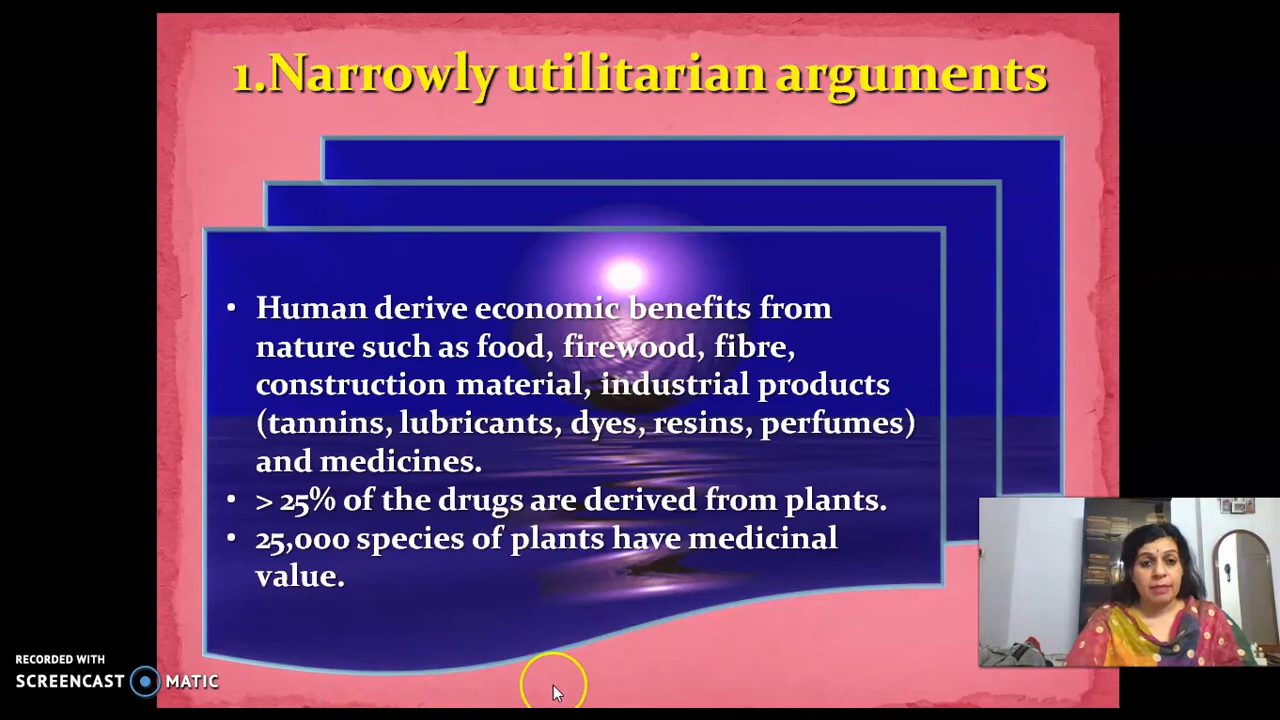 1.Narrowly utilitarian arguments
• Human derive economic benefits from
nature such as food, firewood, fibre,
construction material, industrial products
(tannins, lubricants, dyes, resins, perfumes)
and medicines.
• > 25% of the drugs are derived from plants.
• 25,000 species of plants have medicinal
value.
RECORDED WITH
SCREENCAST MATIC